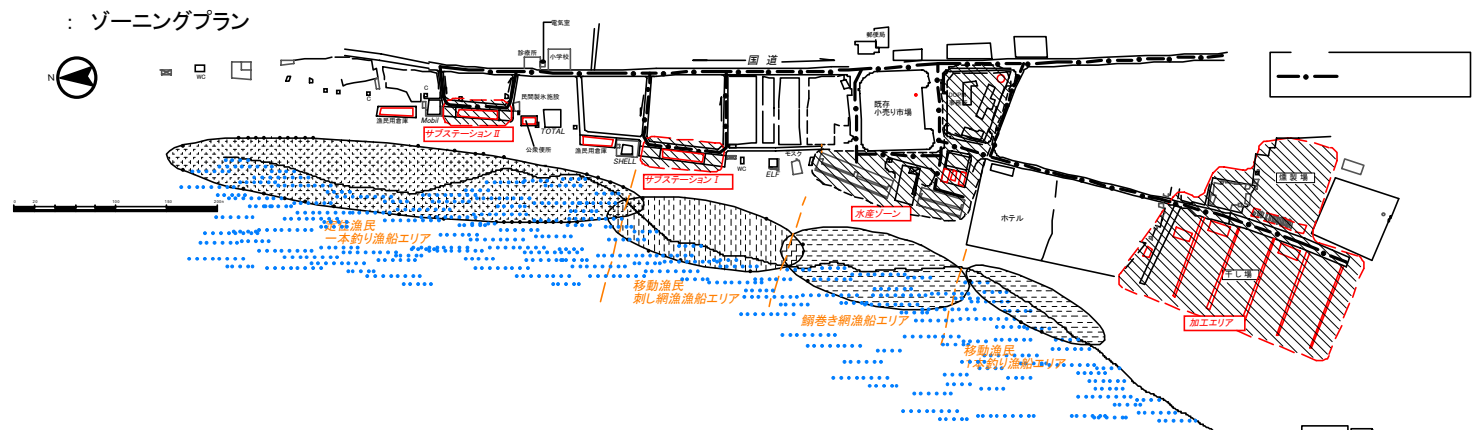 : ゾーニングプラン
電気室
診療所
小学校
郵便局
国道
N
WC
C
C
民間製氷施設
漁民用倉庫
Mobil
TOTAL
サブステーションⅡ
公衆便所
漁民用倉庫
SHELL
サブステーションⅠ
WC
ELF
モスク
既存
小売り市場
水産ゾーン
ホテル
燻製場
干し場
加工エリア
定住漁民
一本釣り漁船エリア
移動漁民
刺し網漁漁船エリア
鰯巻き網漁船エリア
移動漁民
1本釣り漁船エリア